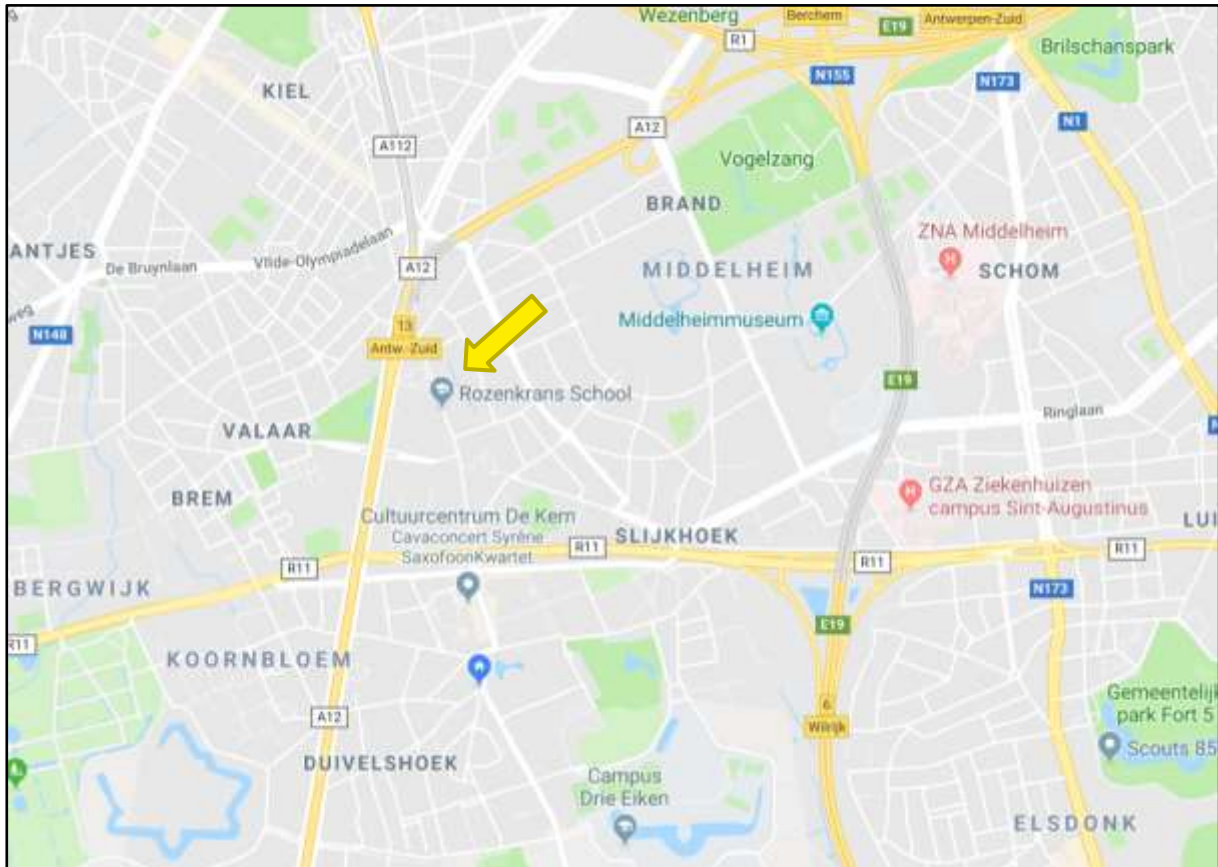 Wezenberg
Berchem
Antwerpen-Zuid
E19
R1
Brilschanspark
N155
N173
KIEL
A12
N1
A112
Vogelzang
BRAND
ZNA Middelheim
H
ANTJES
De Bruynlaan
VIIde-Olympiadelaan
A12
MIDDELHEIM
SCHOM
weg
13
Middelheimmuseum
N148
Antw.-Zuid
E19
Rozenkrans School
Ringlaan
VALAAR
BREM
GZA Ziekenhuizen
campus Sint-Augustinus
H
Cultuurcentrum De Kern
Cavaconcert Syrène
SaxofoonKwartet
LUI
SLIJKHOEK
R11
R11
R11
R11
BERGWIJK
N173
E19
R11
KOORNBLOEM
Gemeentelijk
park Fort 5
6
Wilrijk
A12
Scouts 85
DUIVELSHOEK
Campus
Drie Eiken
ELSDONK